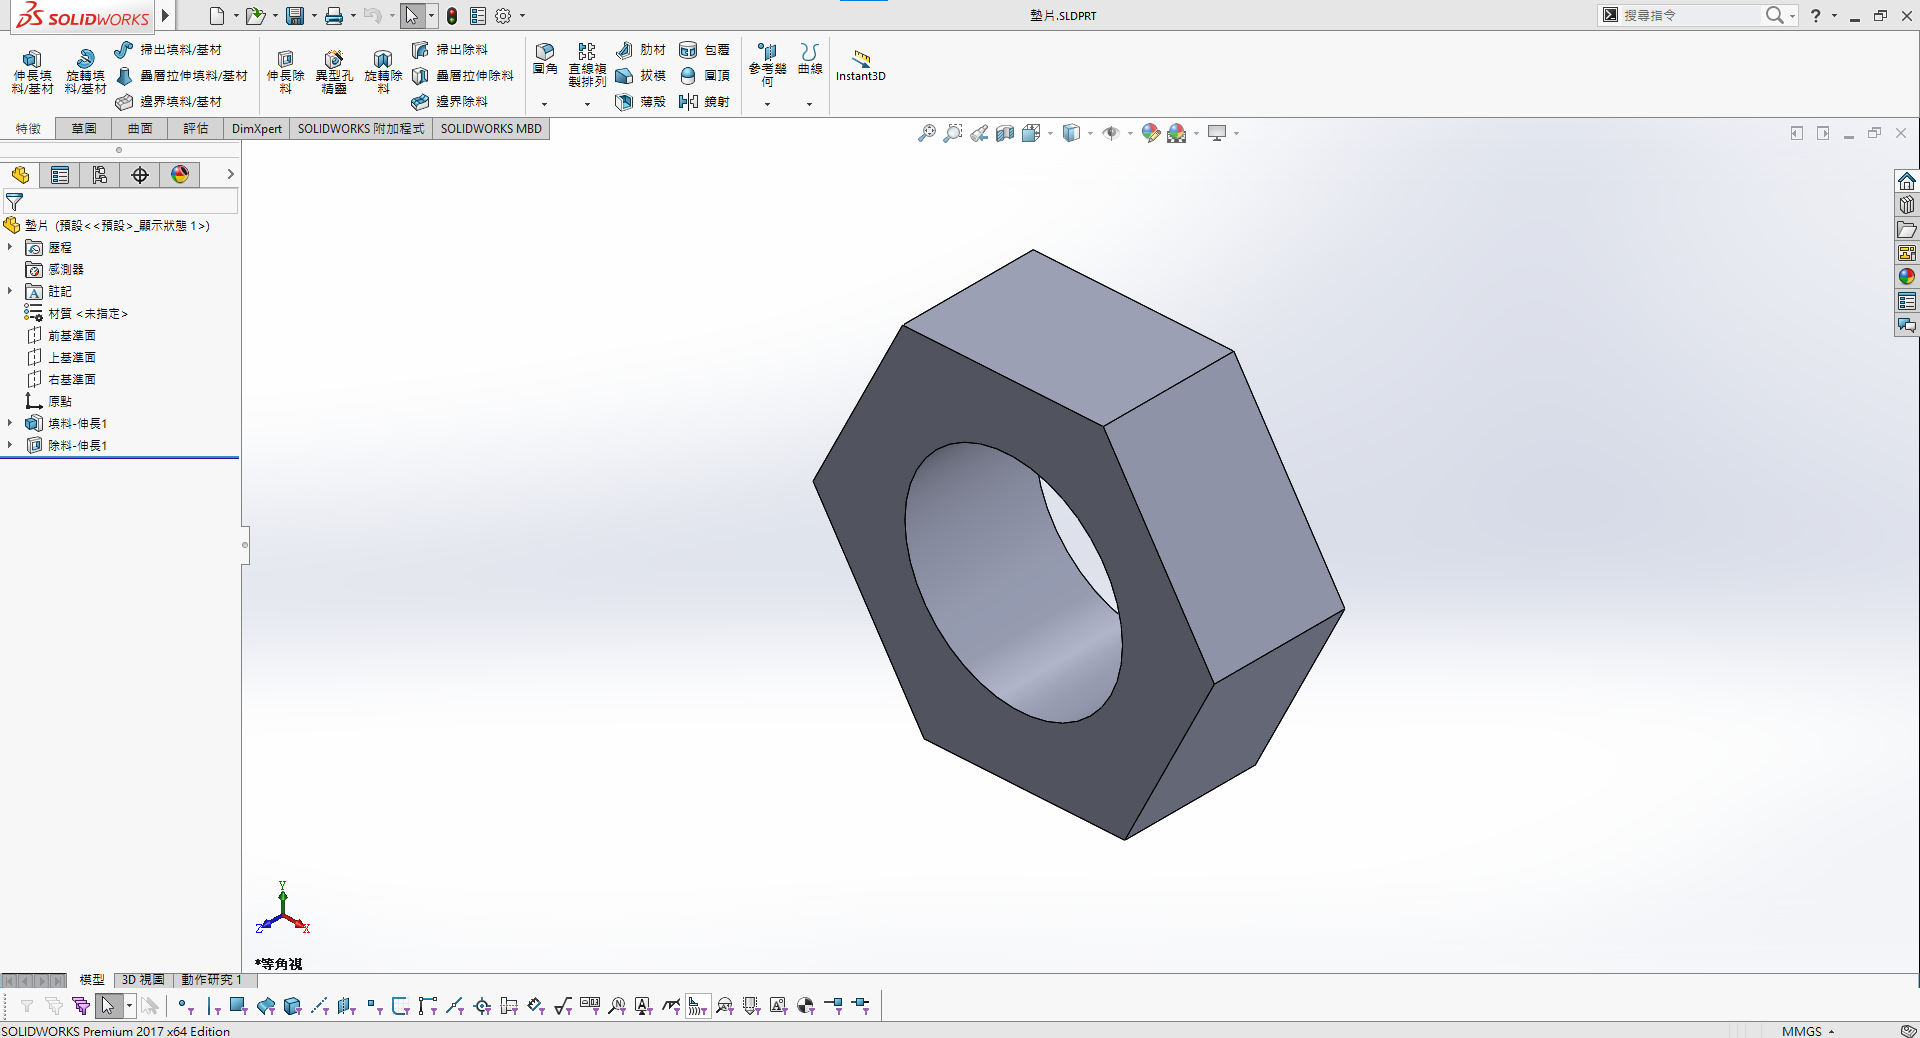 SOLIDWORKS
墊片.SLDPRT
搜尋指令
伸長填料/基材
旋轉填料/基材
掃出填料/基材
疊層拉伸填料/基材
邊界填料/基材
伸長除料
異型孔精靈
旋轉除料
掃出除料
疊層拉伸除料
邊界除料
圓角
直線複製排列
肋材
拔模
薄殼
包覆
圓頂
鏡射
參考幾何
曲線
Instant3D
特徵
草圖
曲面
評估
DimXpert
SOLIDWORKS 附加程式
SOLIDWORKS MBD
墊片 (預設<<預設>_顯示狀態 1>)
歷程
感測器
註記
材質 <未指定>
前基準面
上基準面
右基準面
原點
填料-伸長1
除料-伸長1
Y
Z
X
*等角視
模型
3D 視圖
動作研究 1
SOLIDWORKS Premium 2017 x64 Edition
MMGS